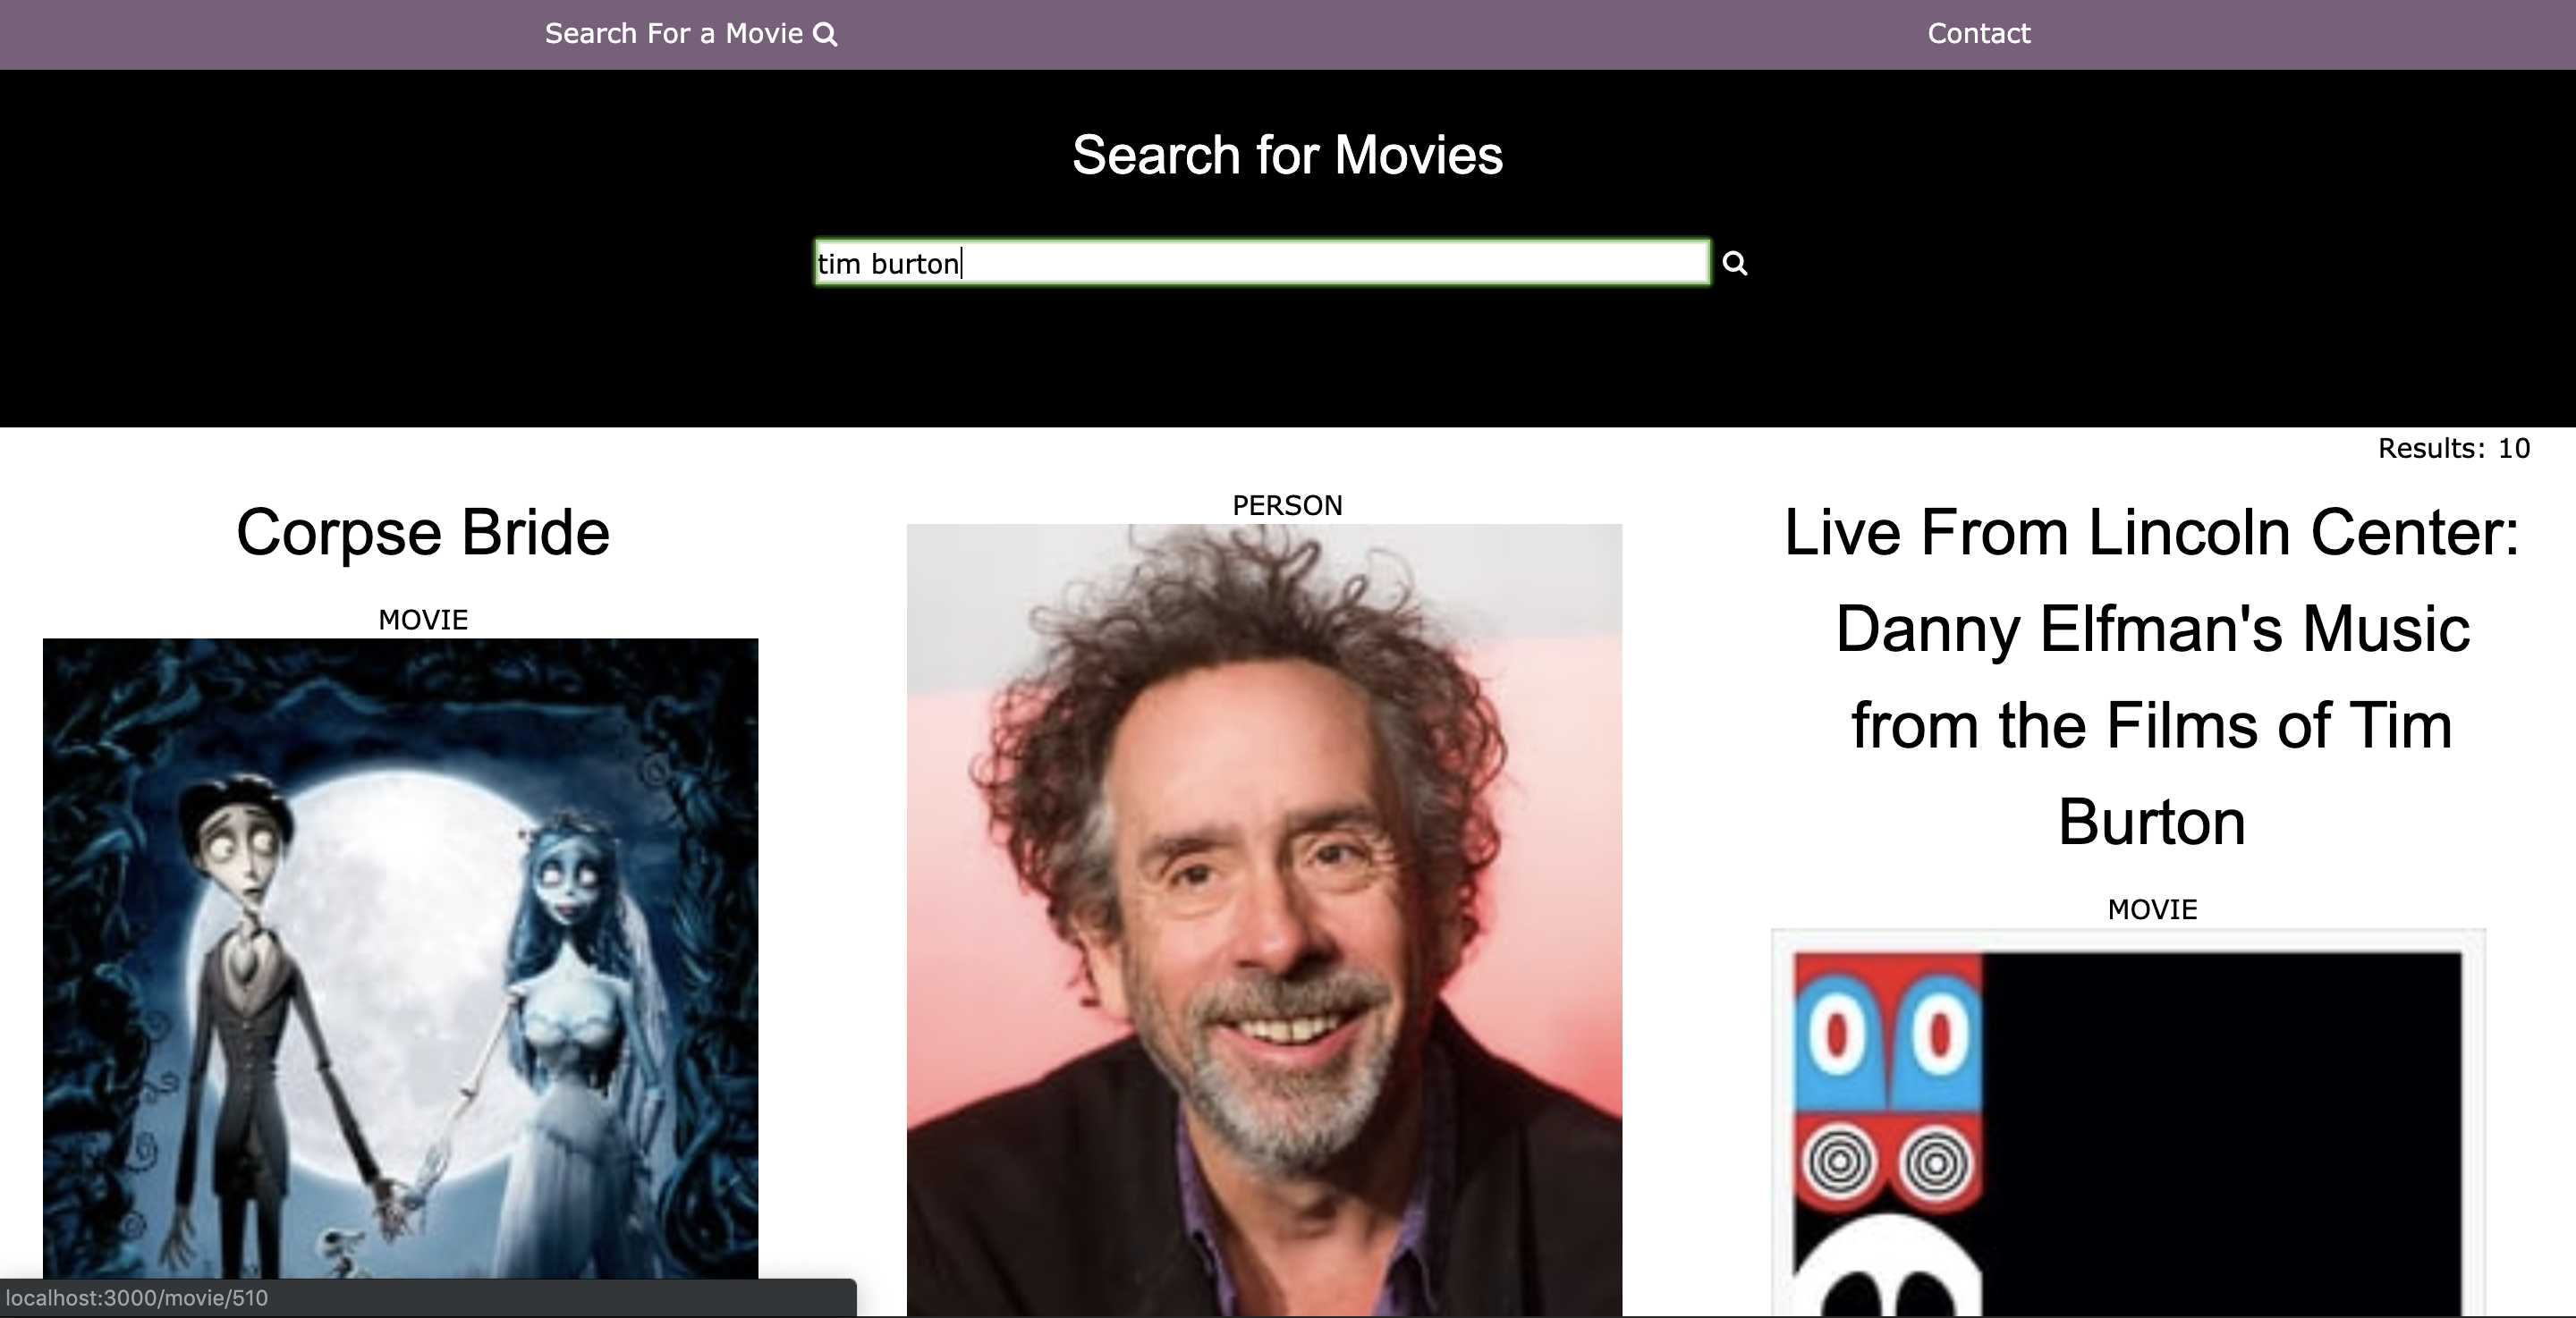 Search For a Movie
Contact
Search for Movies
tim burton
Results: 10
Corpse Bride
MOVIE
PERSON
Live From Lincoln Center:
Danny Elfman's Music
from the Films of Tim
Burton
MOVIE
localhost:3000/movie/510